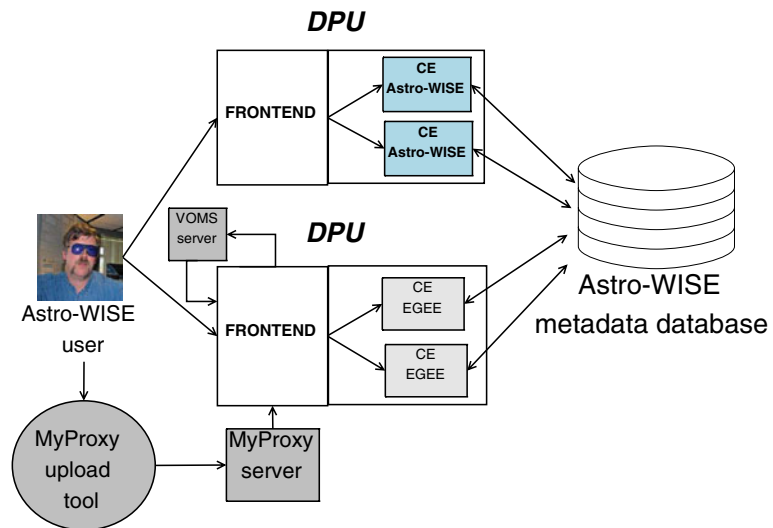 DPU
FRONTEND
CE
Astro-WISE
CE
Astro-WISE
VOMS
server
DPU
FRONTEND
CE
EGEE
CE
EGEE
Astro-WISE
user
Astro-WISE
metadata database
MyProxy
upload
tool
MyProxy
server